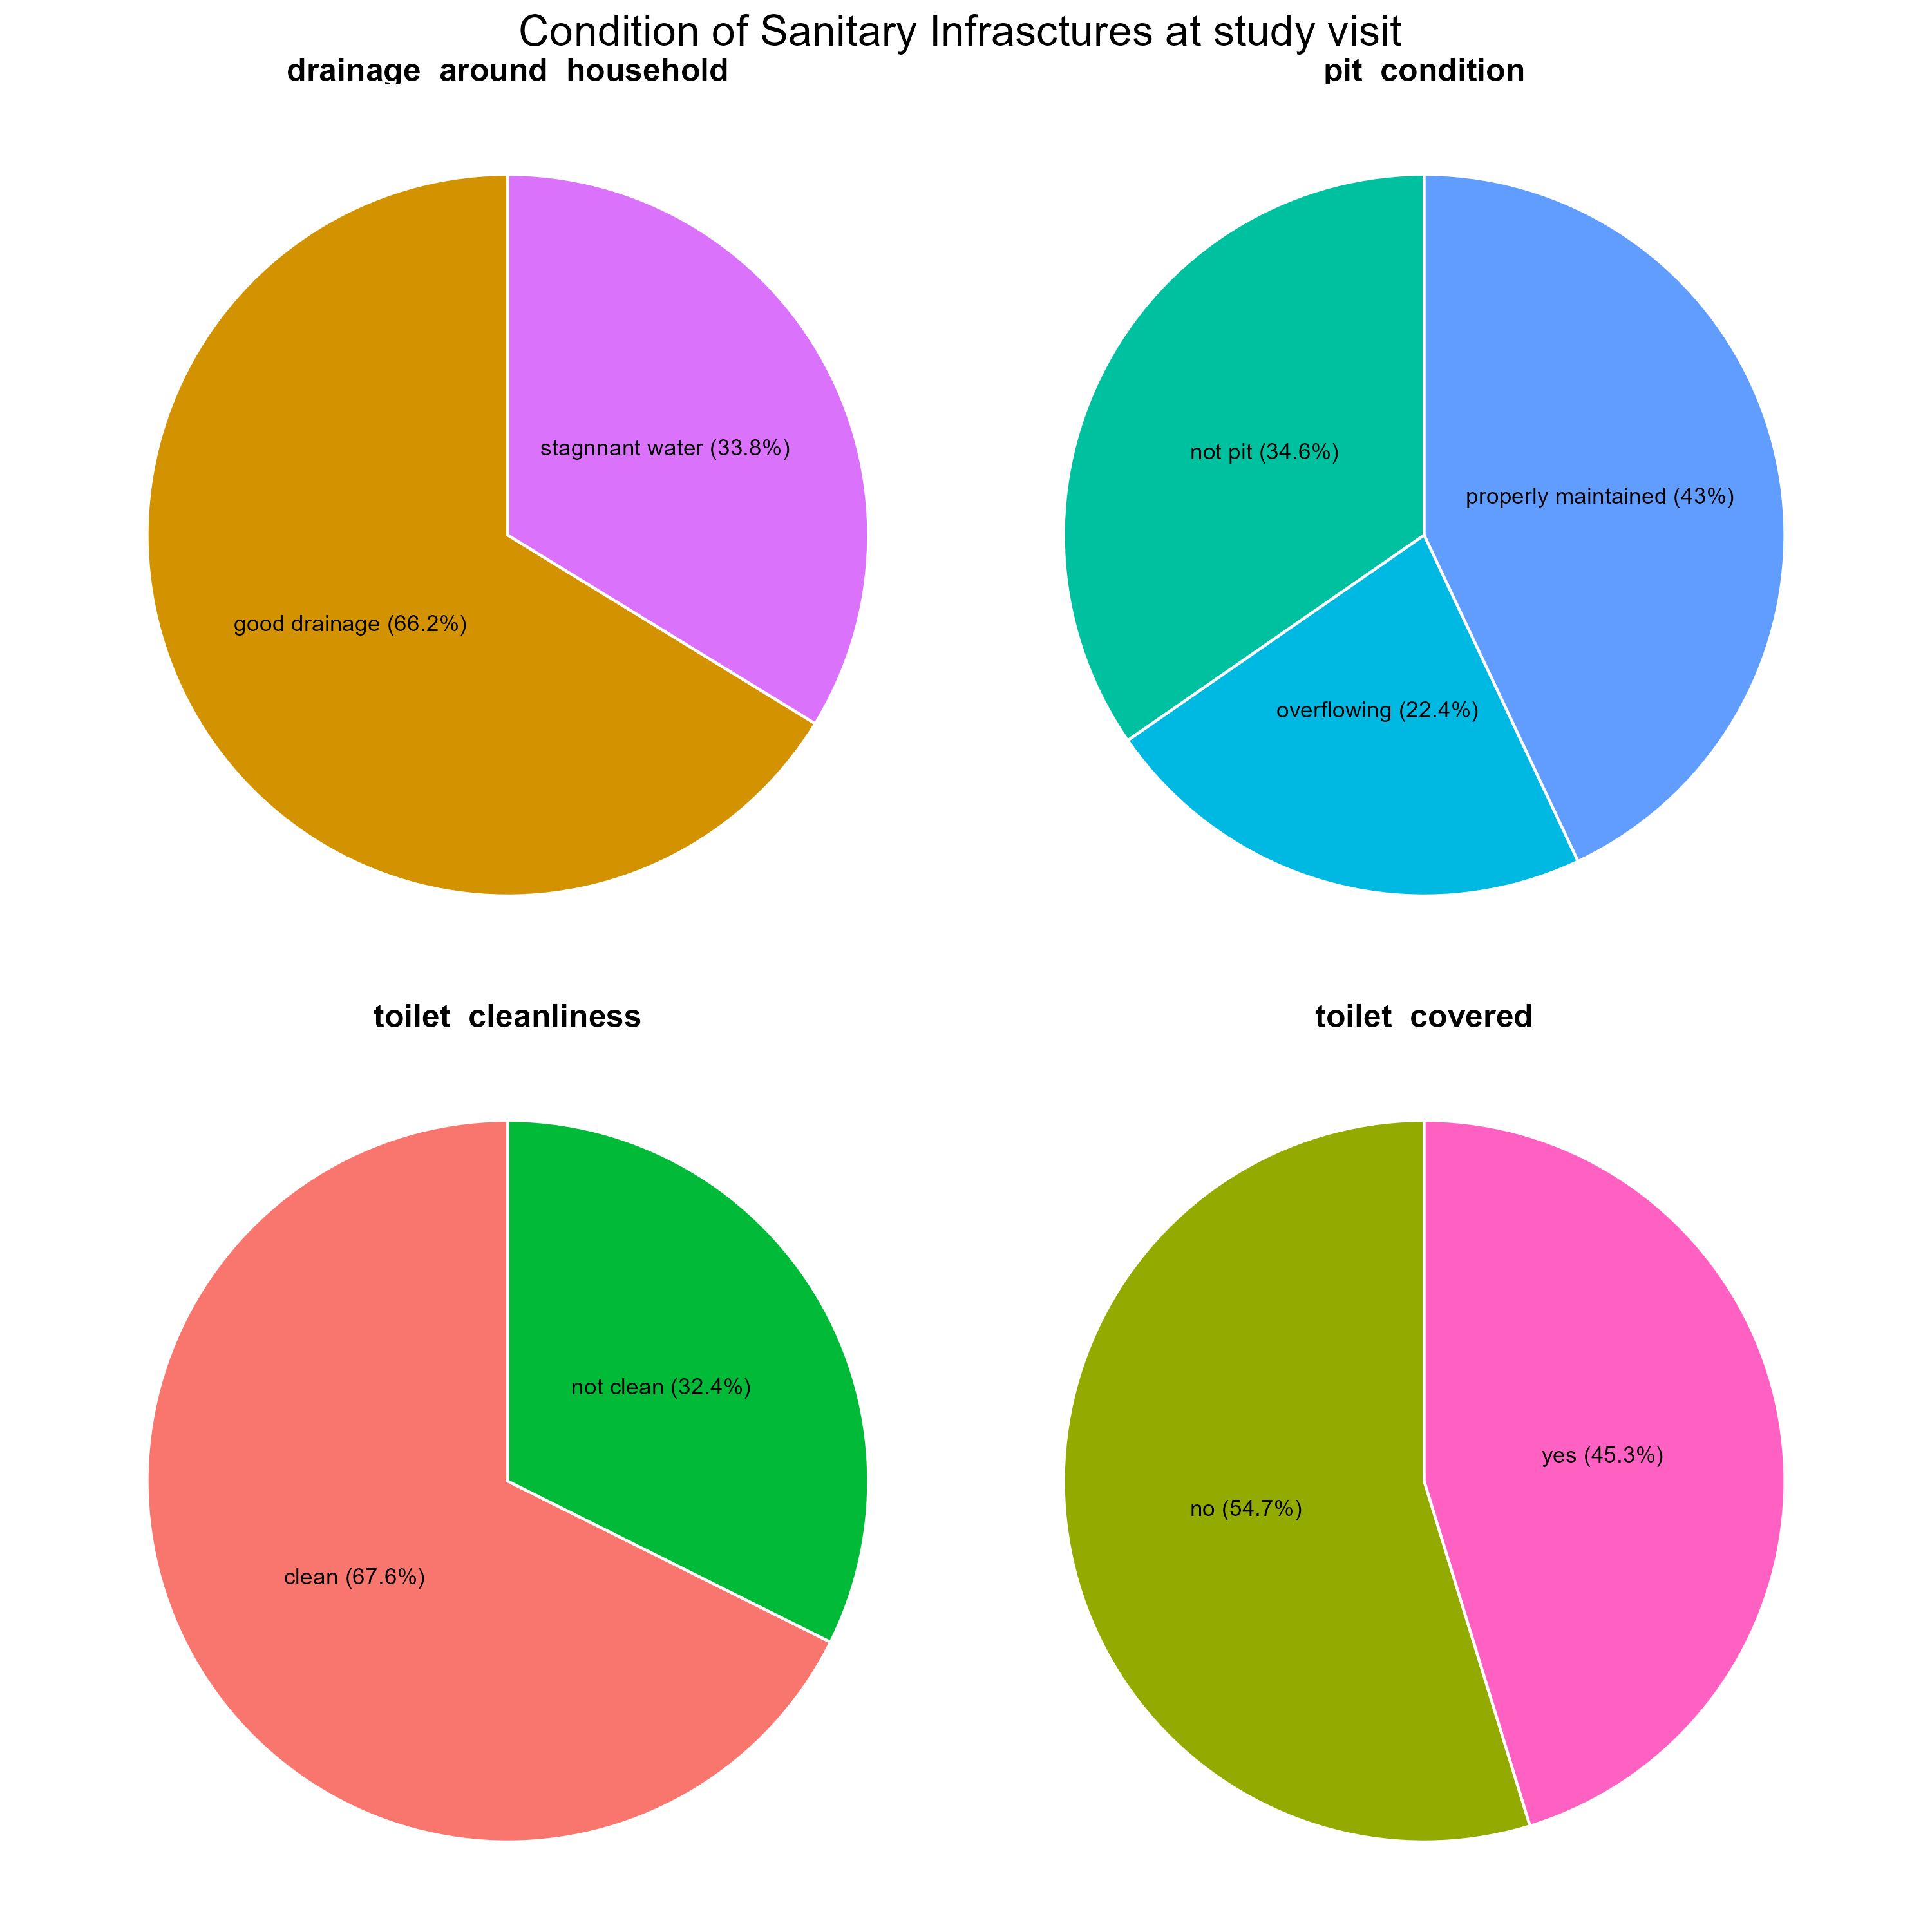 Condition of Sanitary Infrasctures at study visit
drainage around household
pit condition
stagnnant water (33.8%)
good drainage (66.2%)
not pit (34.6%)
properly maintained (43%)
overflowing (22.4%)
toilet cleanliness
toilet covered
not clean (32.4%)
clean (67.6%)
yes (45.3%)
no (54.7%)